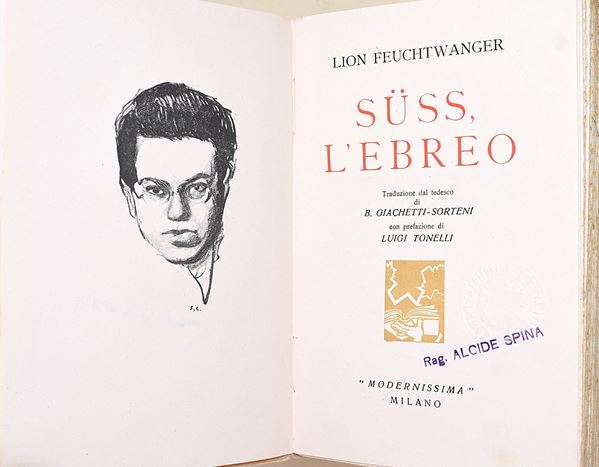 F.C.
LION FEUCHTWANGER
SÜSS,
L'EBREO
Traduzione dal tedesco
di
B. GIACHETTI-SORTENI
con prefazione di
LUIGI TONELLI
Rag. ALCIDE SPINA
"MODERNISSIMA"
MILANO